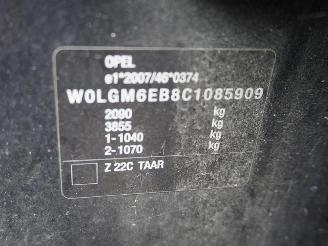 OPEL
e1*2007/46*0374
W0LGM6EB8C1085909
2090 kg
3855 kg
1-1040 kg
2-1070 kg
Z 22C TAAR